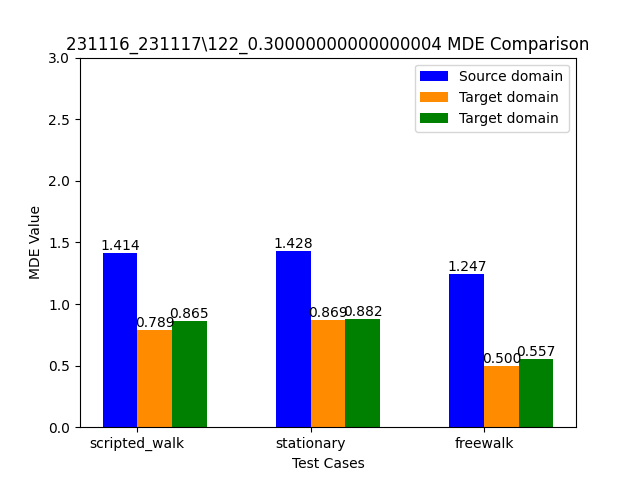 231116_231117\122_0.30000000000000004 MDE Comparison
3.0
2.5
2.0
1.5
1.0
0.5
0.0
MDE Value
Source domain
Target domain
Target domain
1.414
0.789
0.865
1.428
0.869
0.882
1.247
0.500
0.557
scripted_walk
stationary
freewalk
Test Cases